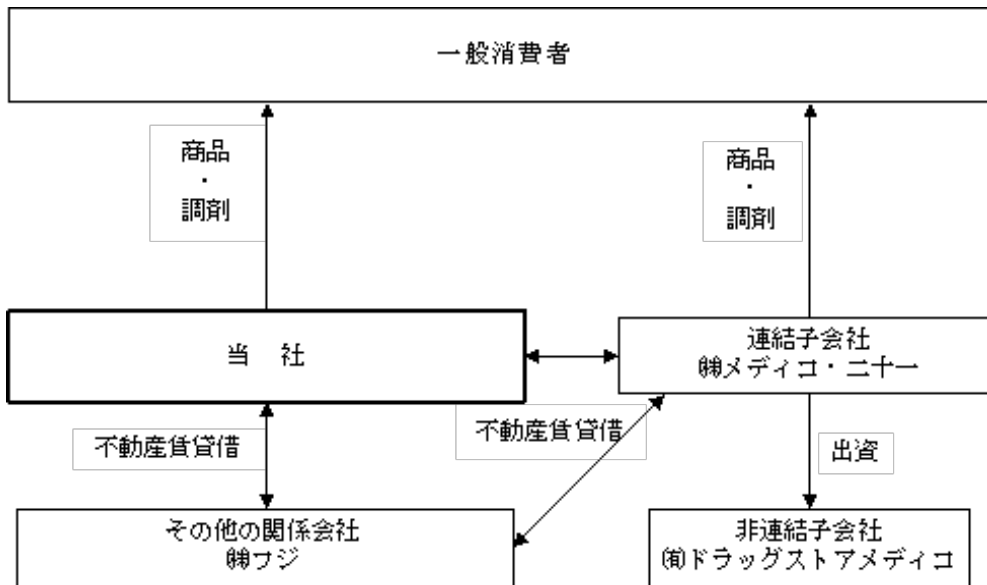 一般消費者
商品
・
調剤
商品
・
調剤
当 社
連結子会社
㈱メディコ・二十一
不動産賃貸借
不動産賃貸借
出資
その他の関係会社
㈱フジ
非連結子会社
㈲ドラッグストアメディコ